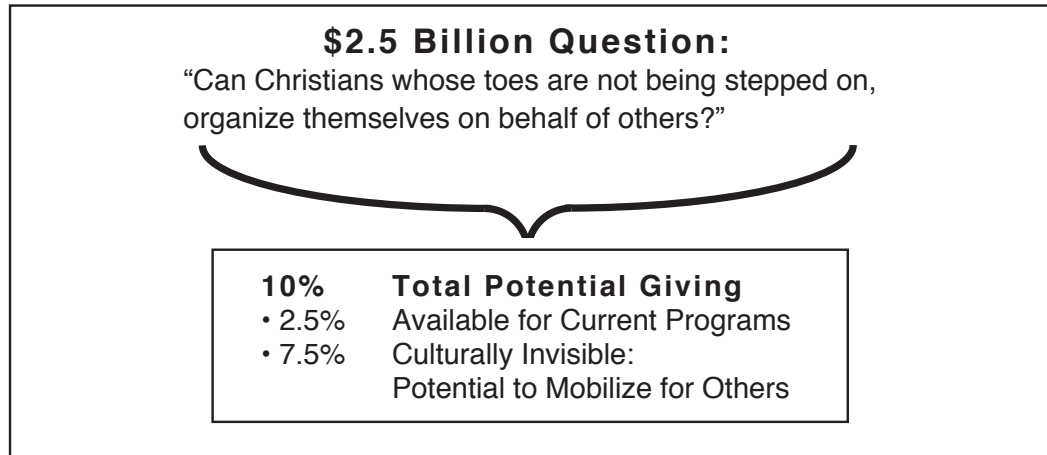 $2.5 Billion Question:
“Can Christians whose toes are not being stepped on,
organize themselves on behalf of others?”
10% Total Potential Giving
• 2.5% Available for Current Programs
• 7.5% Culturally Invisible:
Potential to Mobilize for Others